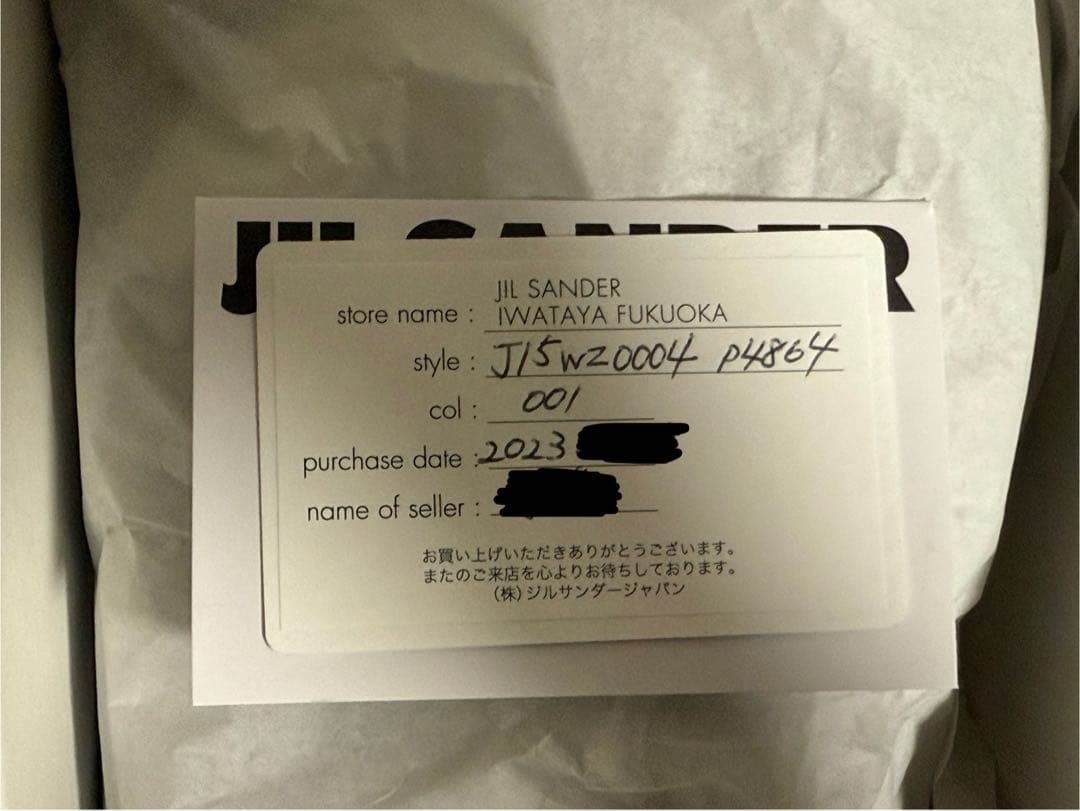 JIL SANDER
JIL SANDER
store name : IWATAYA FUKUOKA
style : J15WZ0004 P4864
col : 001
purchase date : 2023
name of seller :
お買い上げいただきありがとうございます。
またのご来店を心よりお待ちしております。
(株)ジルサンダージャパン